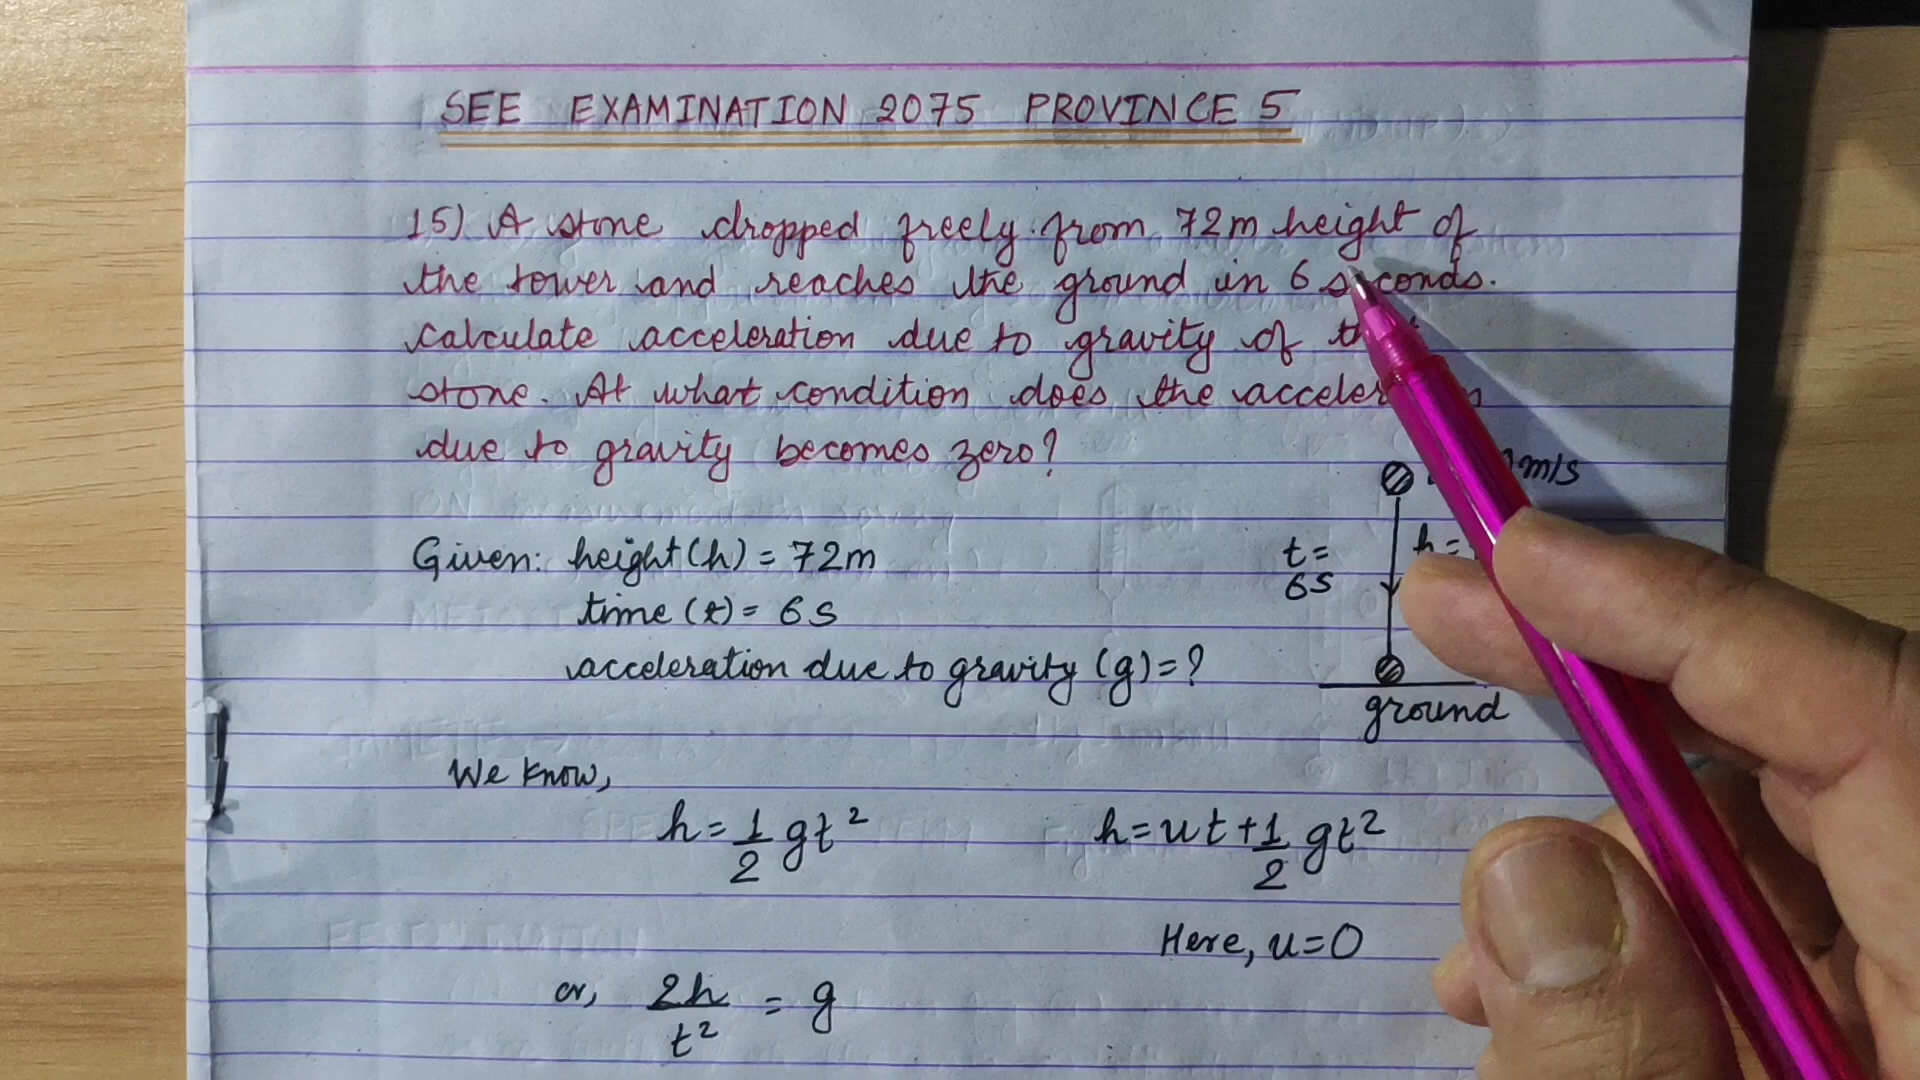 SEE EXAMINATION 2075 PROVINCE 5
15) A stone dropped freely from 72m height of
the tower and reaches the ground in 6 seconds.
Calculate acceleration due to gravity of
stone. At what condition does the
due to gravity becomes zero?
m/s
Given: height(h) = 72m
t=
6s
h=
time (t) = 6s
acceleration due to gravity (g) = ?
ground
We know,
h = 1/2 gt²
h = ut + 1/2 gt²
Here, u=0
or, 2h/t² = g